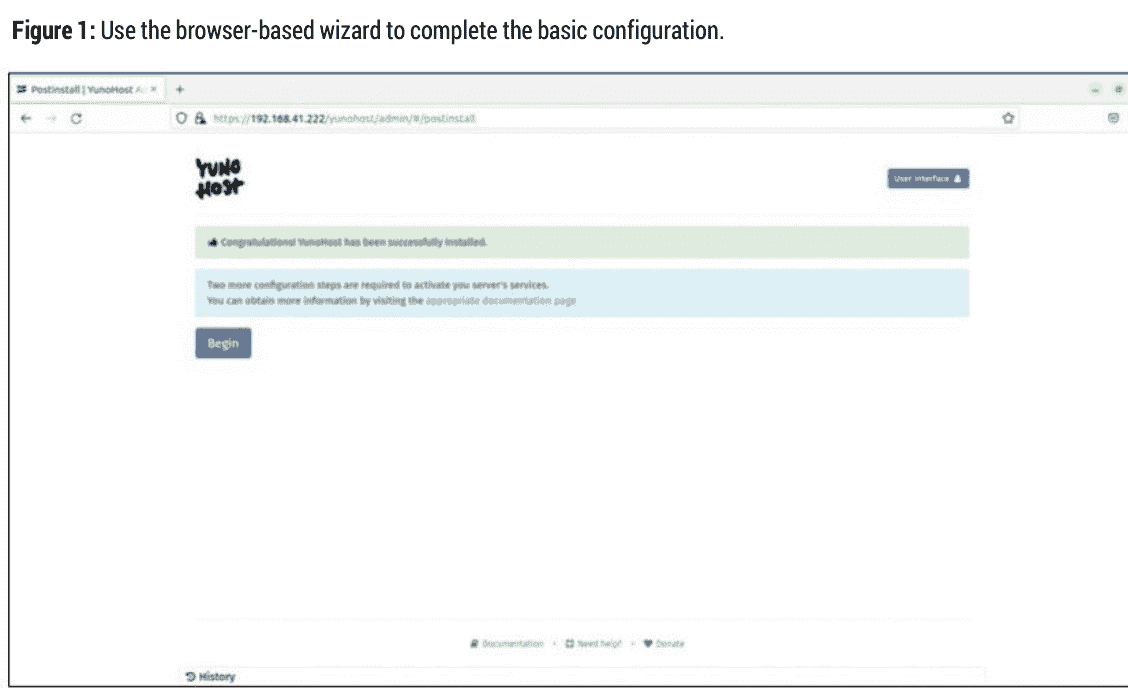 Figure 1: Use the browser-based wizard to complete the basic configuration.
Postinstall | YunoHost A
https://192.168.41.222/yunohost/admin/#/postinstall
YUNO
HOST
User interface
Congratulations! YunoHost has been successfully installed.
Two more configuration steps are required to activate you server's services.
You can obtain more information by visiting the appropriate documentation page
Begin
Documentation • Need help? • Donate
History